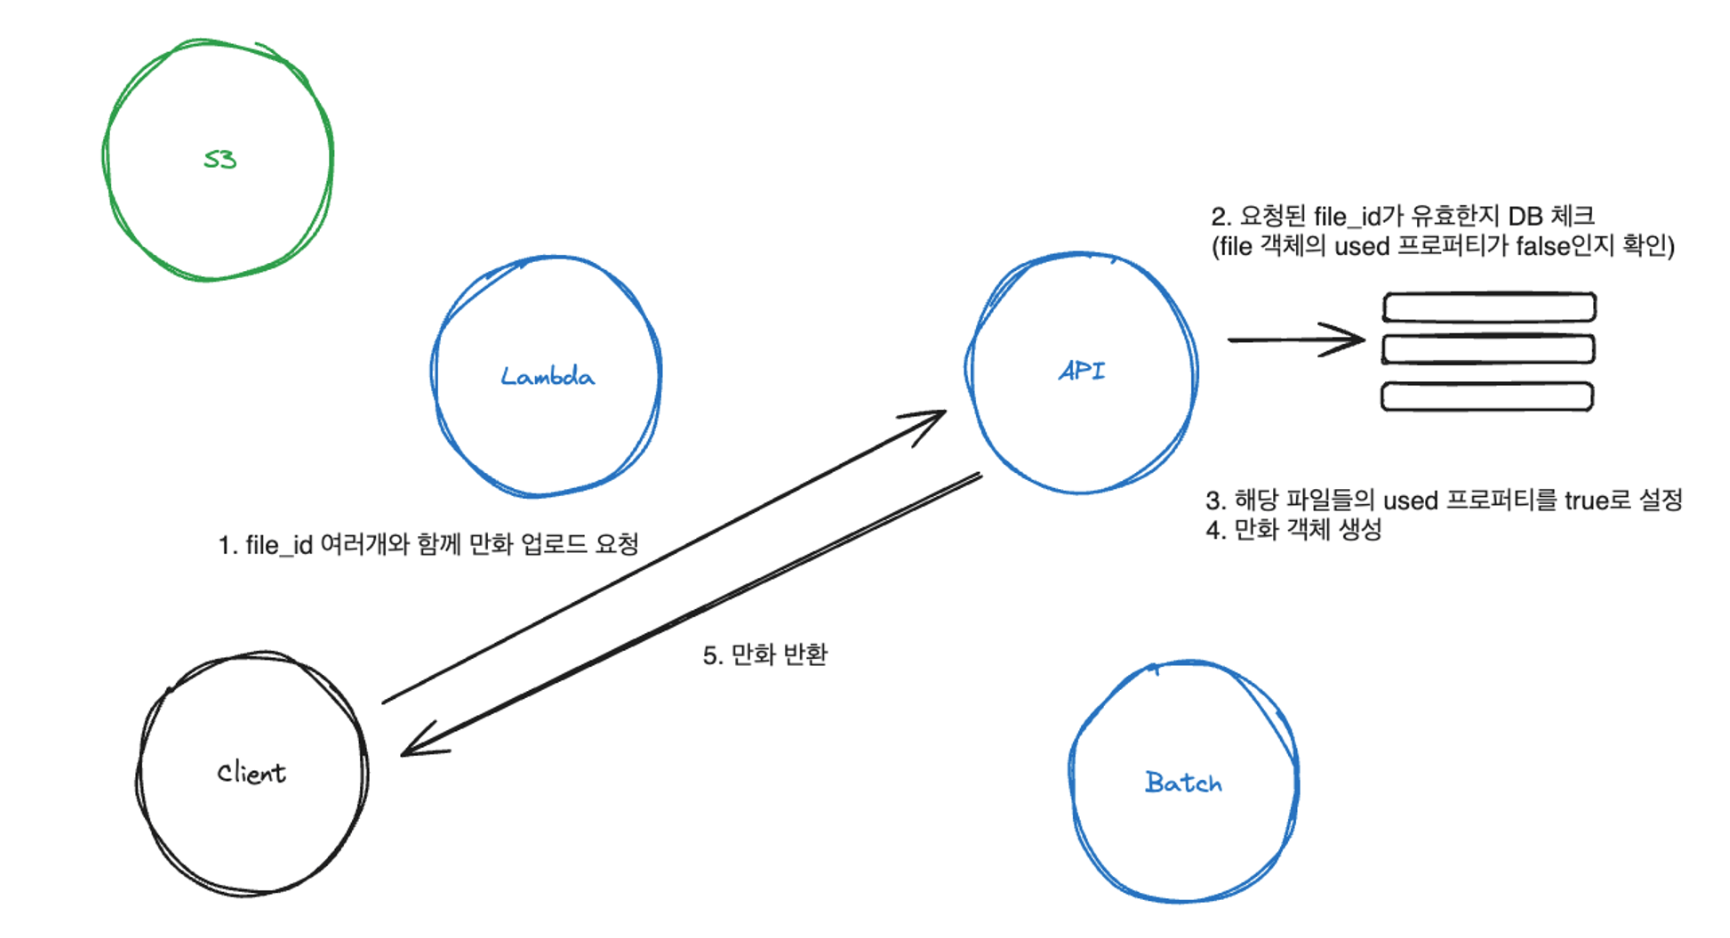 S3
2. 요청된 file_id가 유효한지 DB 체크
(file 객체의 used 프로퍼티가 false인지 확인)
Lambda
API
3. 해당 파일들의 used 프로퍼티를 true로 설정
4. 만화 객체 생성
1. file_id 여러개와 함께 만화 업로드 요청
5. 만화 반환
Client
Batch